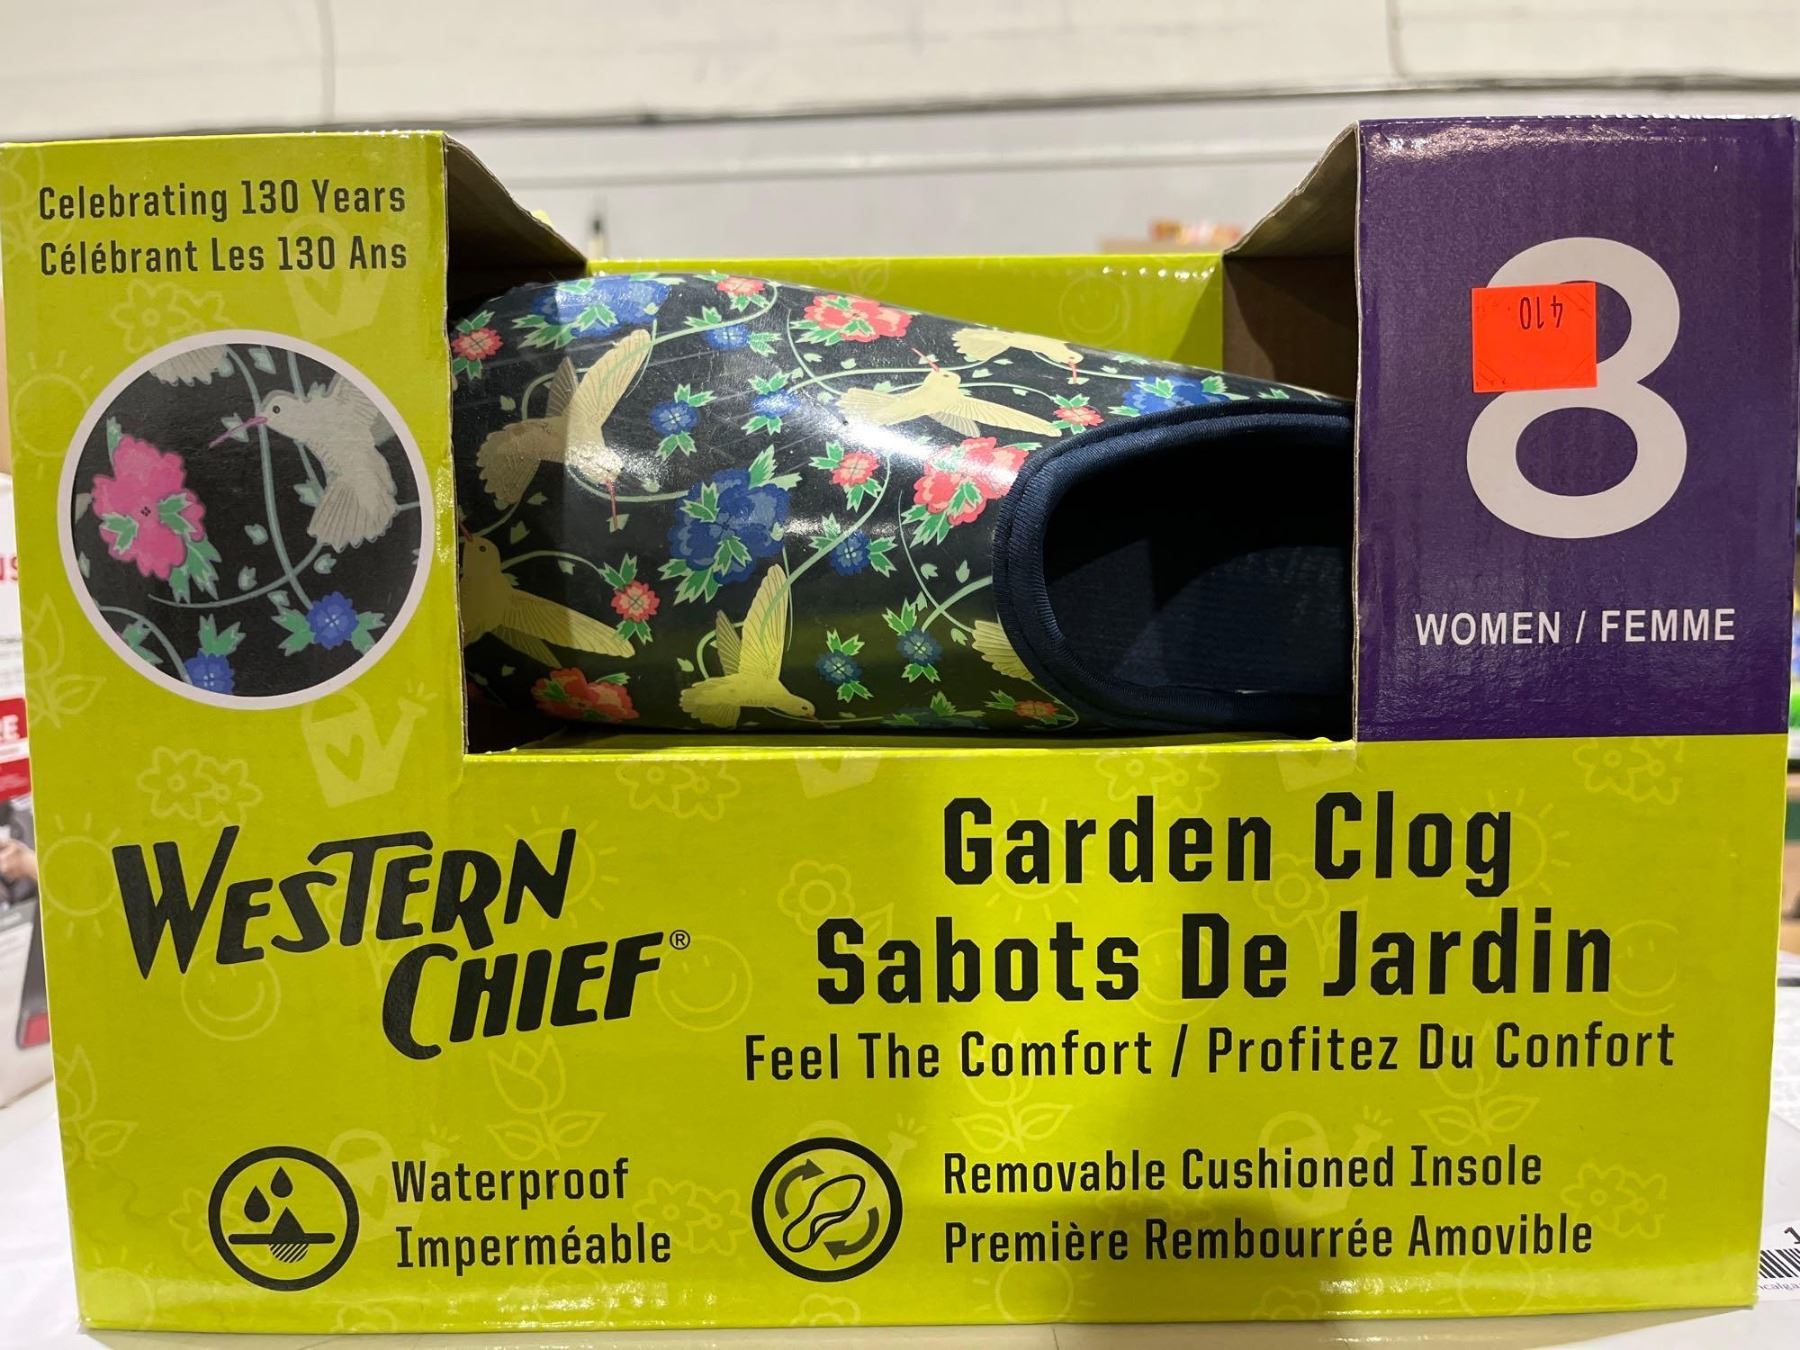 Celebrating 130 Years
Célébrant Les 130 Ans
8
410
WOMEN / FEMME
WESTERN
CHIEF®
Garden Clog
Sabots De Jardin
Feel The Comfort / Profitez Du Confort
Waterproof
Imperméable
Removable Cushioned Insole
Première Rembourrée Amovible